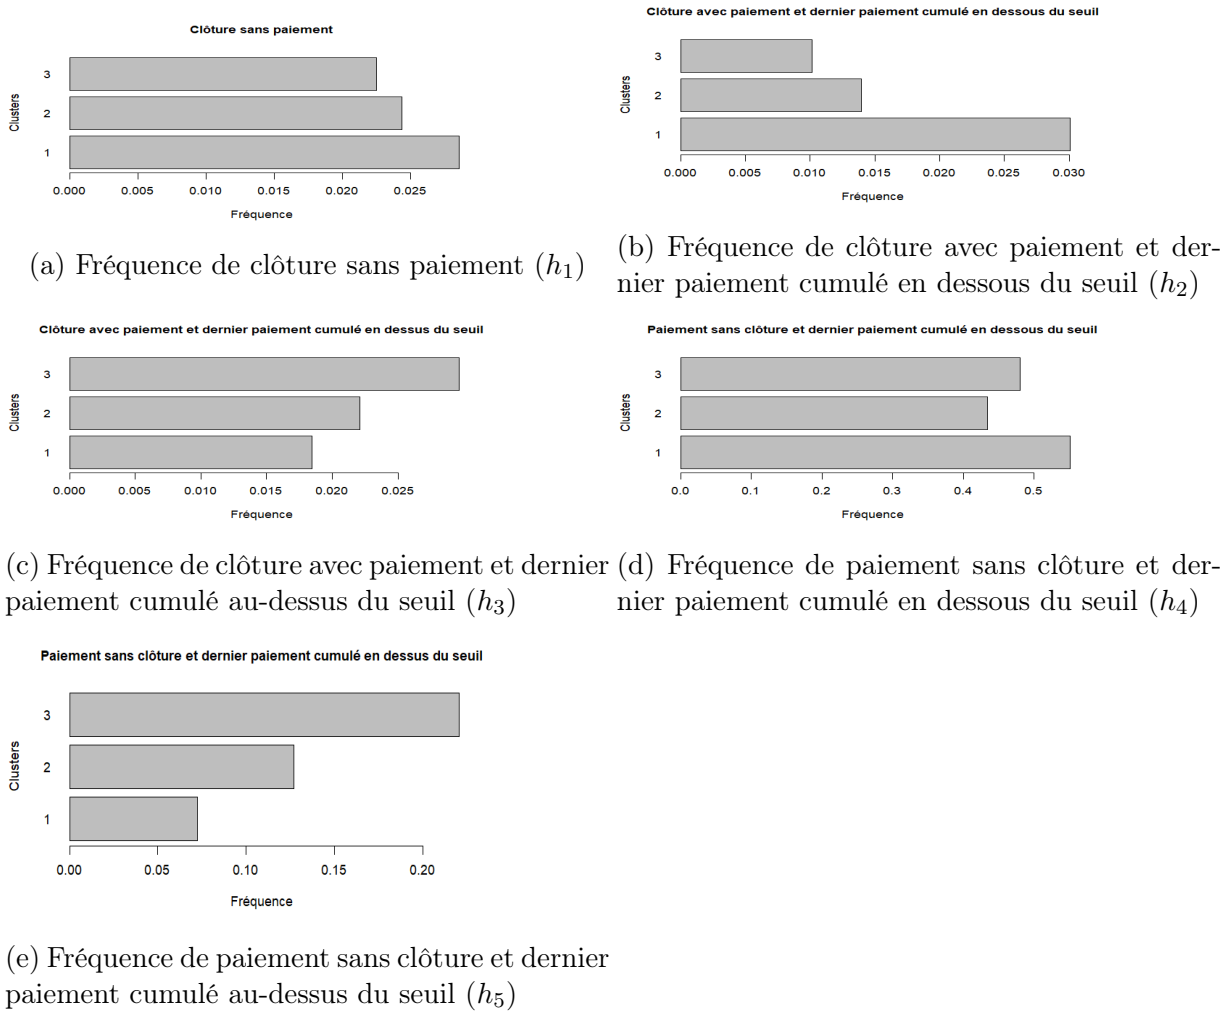 Clôture sans paiement
Clusters
3
2
1
0.000 0.005 0.010 0.015 0.020 0.025
Fréquence
(a) Fréquence de clôture sans paiement (h₁)
Clôture avec paiement et dernier paiement cumulé en dessous du seuil
Clusters
3
2
1
0.000 0.005 0.010 0.015 0.020 0.025 0.030
Fréquence
(b) Fréquence de clôture avec paiement et der-
nier paiement cumulé en dessous du seuil (h₂)
Clôture avec paiement et dernier paiement cumulé en dessus du seuil
Clusters
3
2
1
0.000 0.005 0.010 0.015 0.020 0.025
Fréquence
(c) Fréquence de clôture avec paiement et dernier
paiement cumulé au-dessus du seuil (h₃)
Paiement sans clôture et dernier paiement cumulé en dessous du seuil
Clusters
3
2
1
0.0 0.1 0.2 0.3 0.4 0.5
Fréquence
(d) Fréquence de paiement sans clôture et der-
nier paiement cumulé en dessous du seuil (h₄)
Paiement sans clôture et dernier paiement cumulé en dessus du seuil
Clusters
3
2
1
0.00 0.05 0.10 0.15 0.20
Fréquence
(e) Fréquence de paiement sans clôture et dernier
paiement cumulé au-dessus du seuil (h₅)